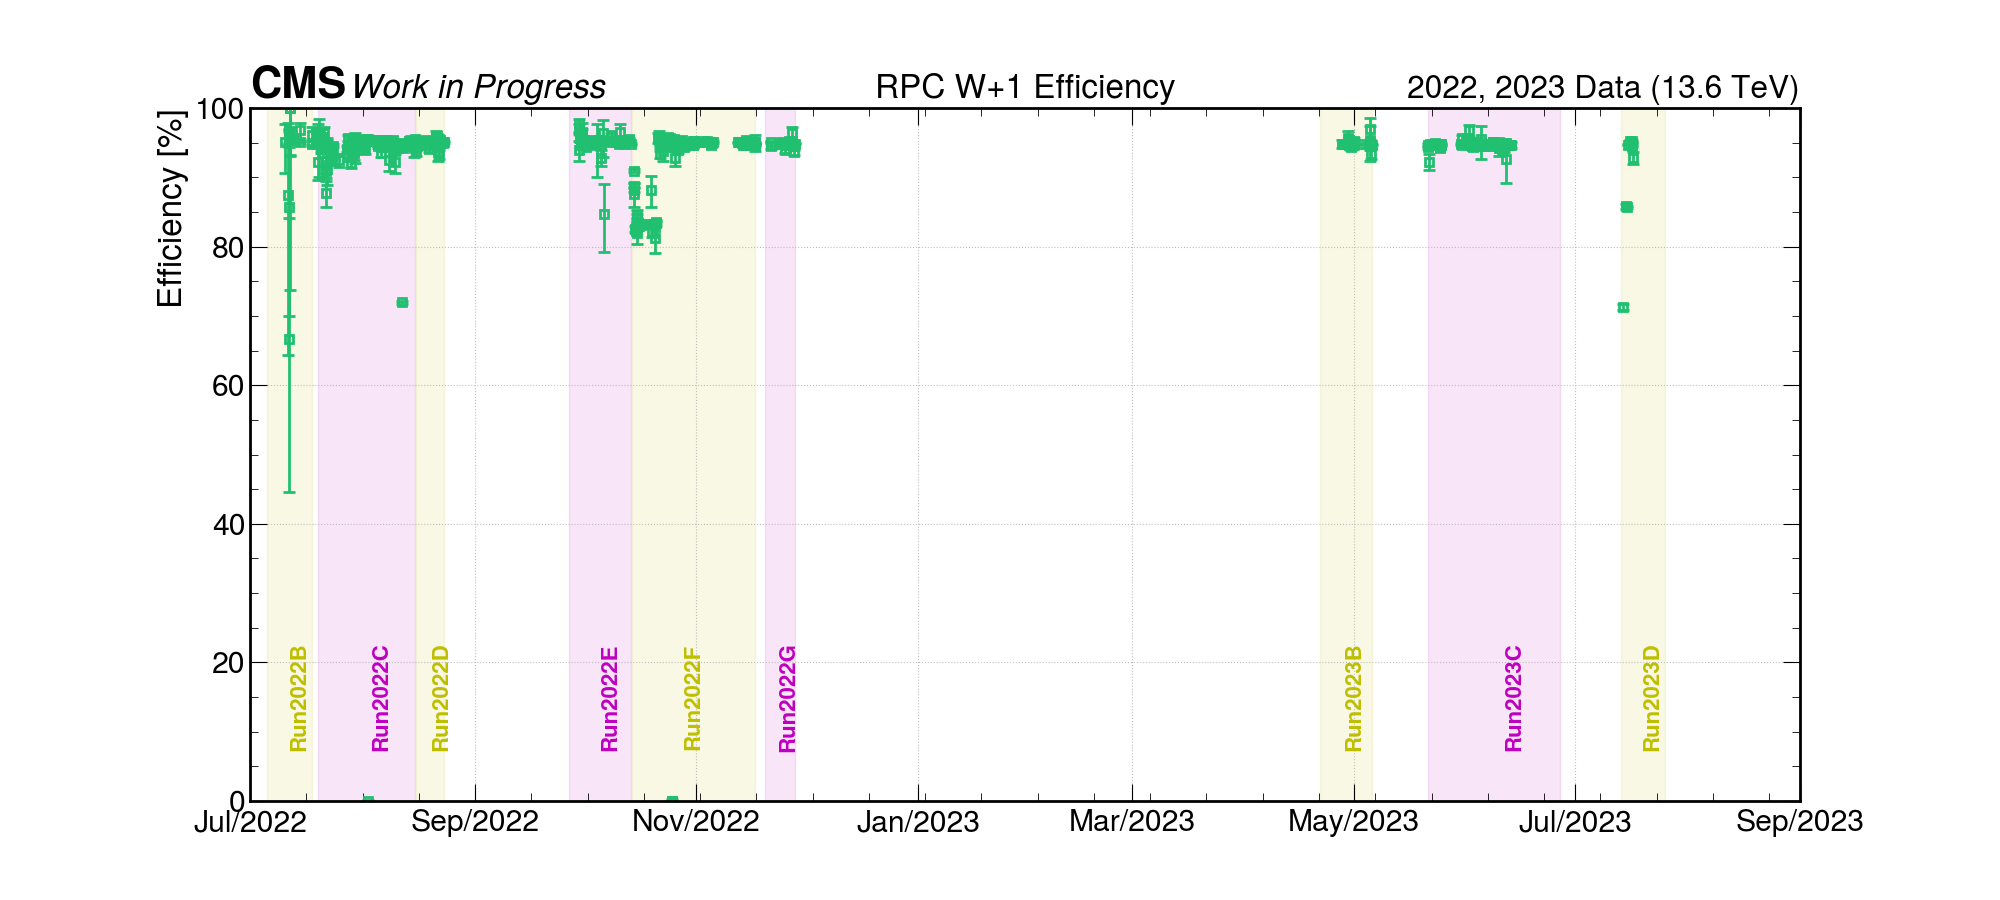 CMS Work in Progress RPC W+1 Efficiency 2022, 2023 Data (13.6 TeV)
Efficiency [%]
100
80
60
40
20
0
Run2022B Run2022C Run2022D Run2022E Run2022F Run2022G Run2023B Run2023C Run2023D
Jul/2022 Sep/2022 Nov/2022 Jan/2023 Mar/2023 May/2023 Jul/2023 Sep/2023